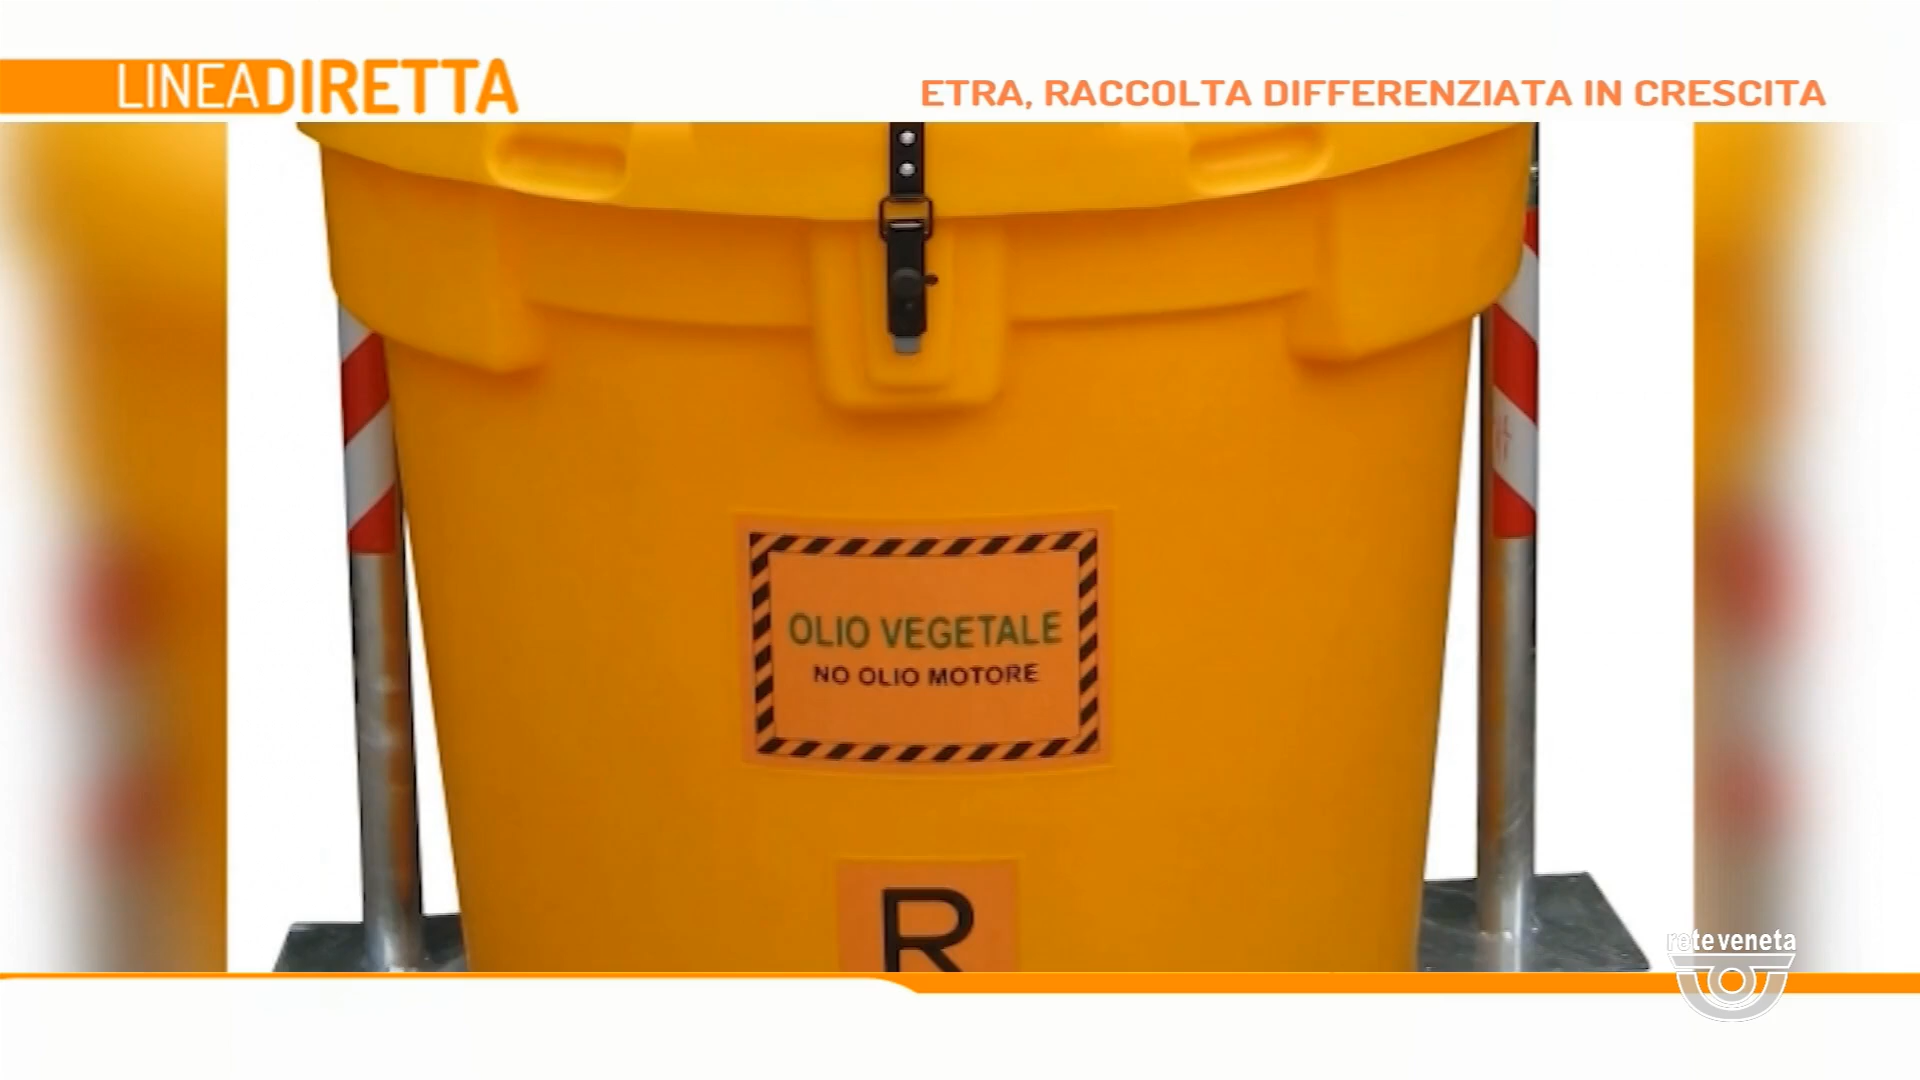 LINEADIRETTA
ETRA, RACCOLTA DIFFERENZIATA IN CRESCITA
OLIO VEGETALE
NO OLIO MOTORE
R
reteveneta